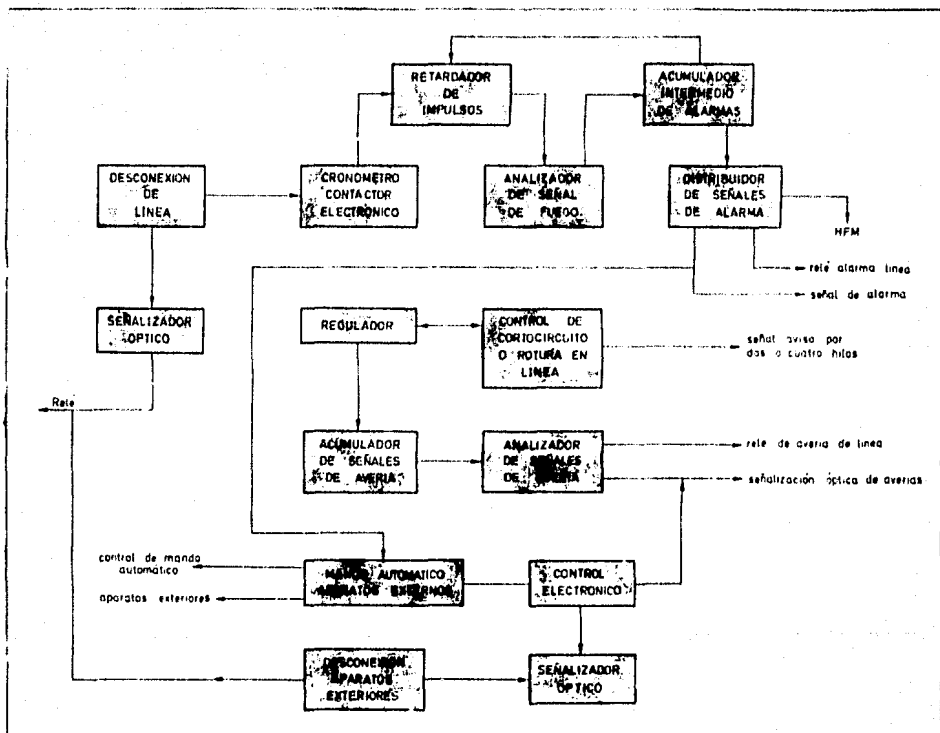 RETARDADOR
DE
IMPULSOS
ACUMULADOR
INTERMEDIO
DE ALARMAS
DESCONEXION
DE
LINEA
CRONOMETRO
CONTACTOR
ELECTRÓNICO
ANALIZADOR
DE SEÑAL
DE FUEGO
DISTRIBUIDOR
DE SEÑALES
DE ALARMA
HFM
relé alarma linea
señal de alarma
SEÑALIZADOR
OPTICO
REGULADOR
CONTROL DE
CORTOCIRCUITO
O ROTURA EN
LINEA
señal aviso por
dos o cuatro hilos
Relé
ACUMULADOR
DE SEÑALES
DE AVERIA
ANALIZADOR
DE SEÑALES
DE AVERIA
relé de averia de linea
señalización óptica de averias
control de mando
automático
aparatos exteriores
MANDO AUTOMATICO
APARATOS EXTERNOS
CONTROL
ELECTRONICO
DESCONEXION
APARATOS
EXTERIORES
SEÑALIZADOR
ÓPTICO